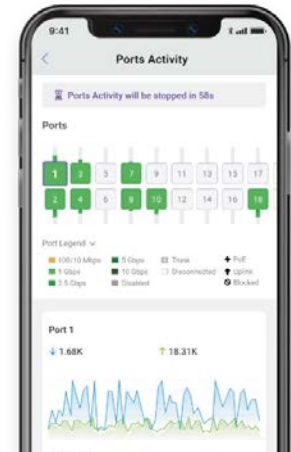 9:41
Ports Activity
Ports Activity will be stopped in 58s
Ports
1 3 5 7 9 11 13 15 17
2 4 6 8 10 12 14 16 18
Port Legend
100/10 Mbps 5 Gbps Trunk PoE
1 Gbps 10 Gbps Disconnected Uplink
2.5 Gbps Disabled Blocked
Port 1
1.68K 18.31K